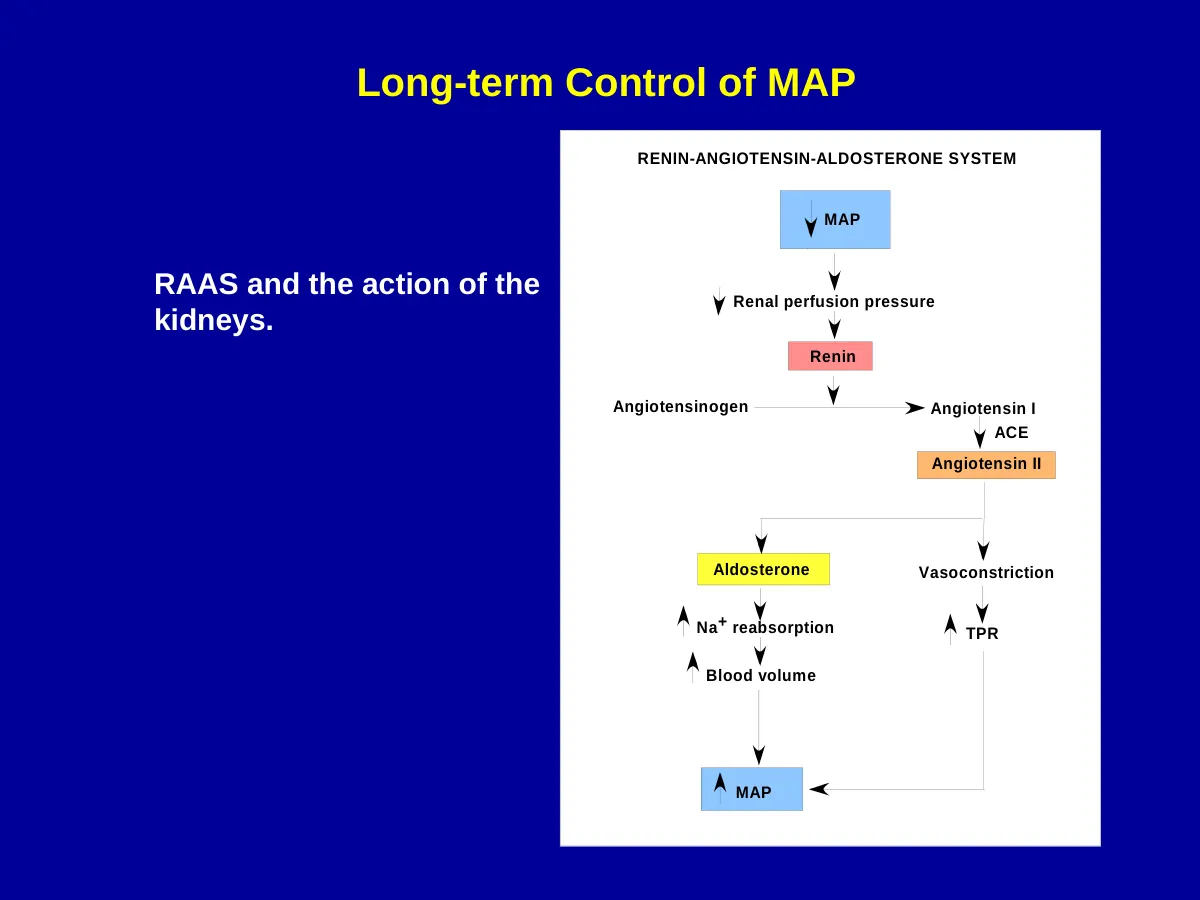 Long-term Control of MAP
RAAS and the action of the
kidneys.
RENIN-ANGIOTENSIN-ALDOSTERONE SYSTEM
MAP
Renal perfusion pressure
Renin
Angiotensinogen
Angiotensin I
ACE
Angiotensin II
Aldosterone
Vasoconstriction
Na+ reabsorption
TPR
Blood volume
MAP